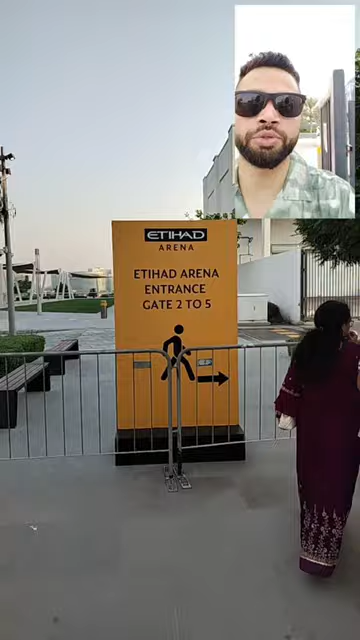 ETIHAD
ARENA
ETIHAD ARENA
ENTRANCE
GATE 2 TO 5